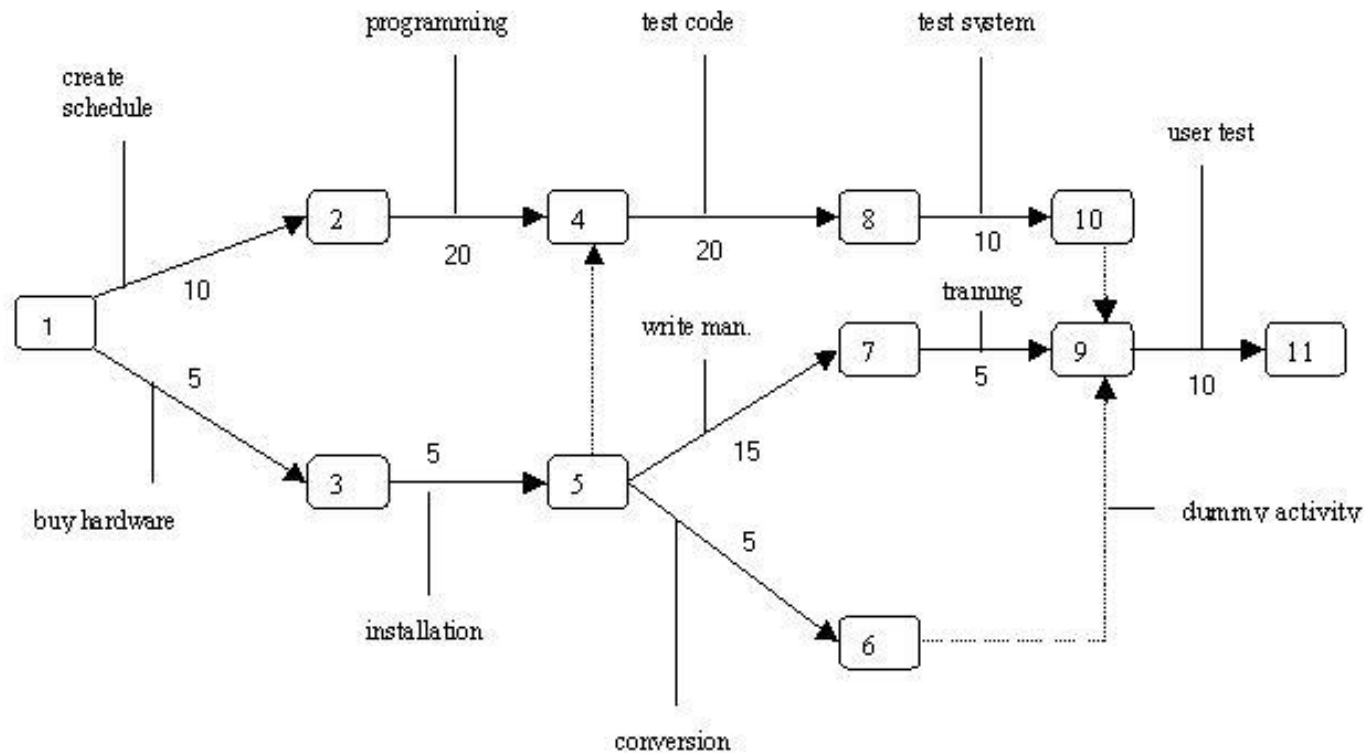 programming
test code
test system
create
schedule
user test
2
4
8
10
20
20
10
10
training
1
write man.
7
9
11
5
5
10
5
15
3
5
buy hardware
5
dummy activity
installation
6
conversion